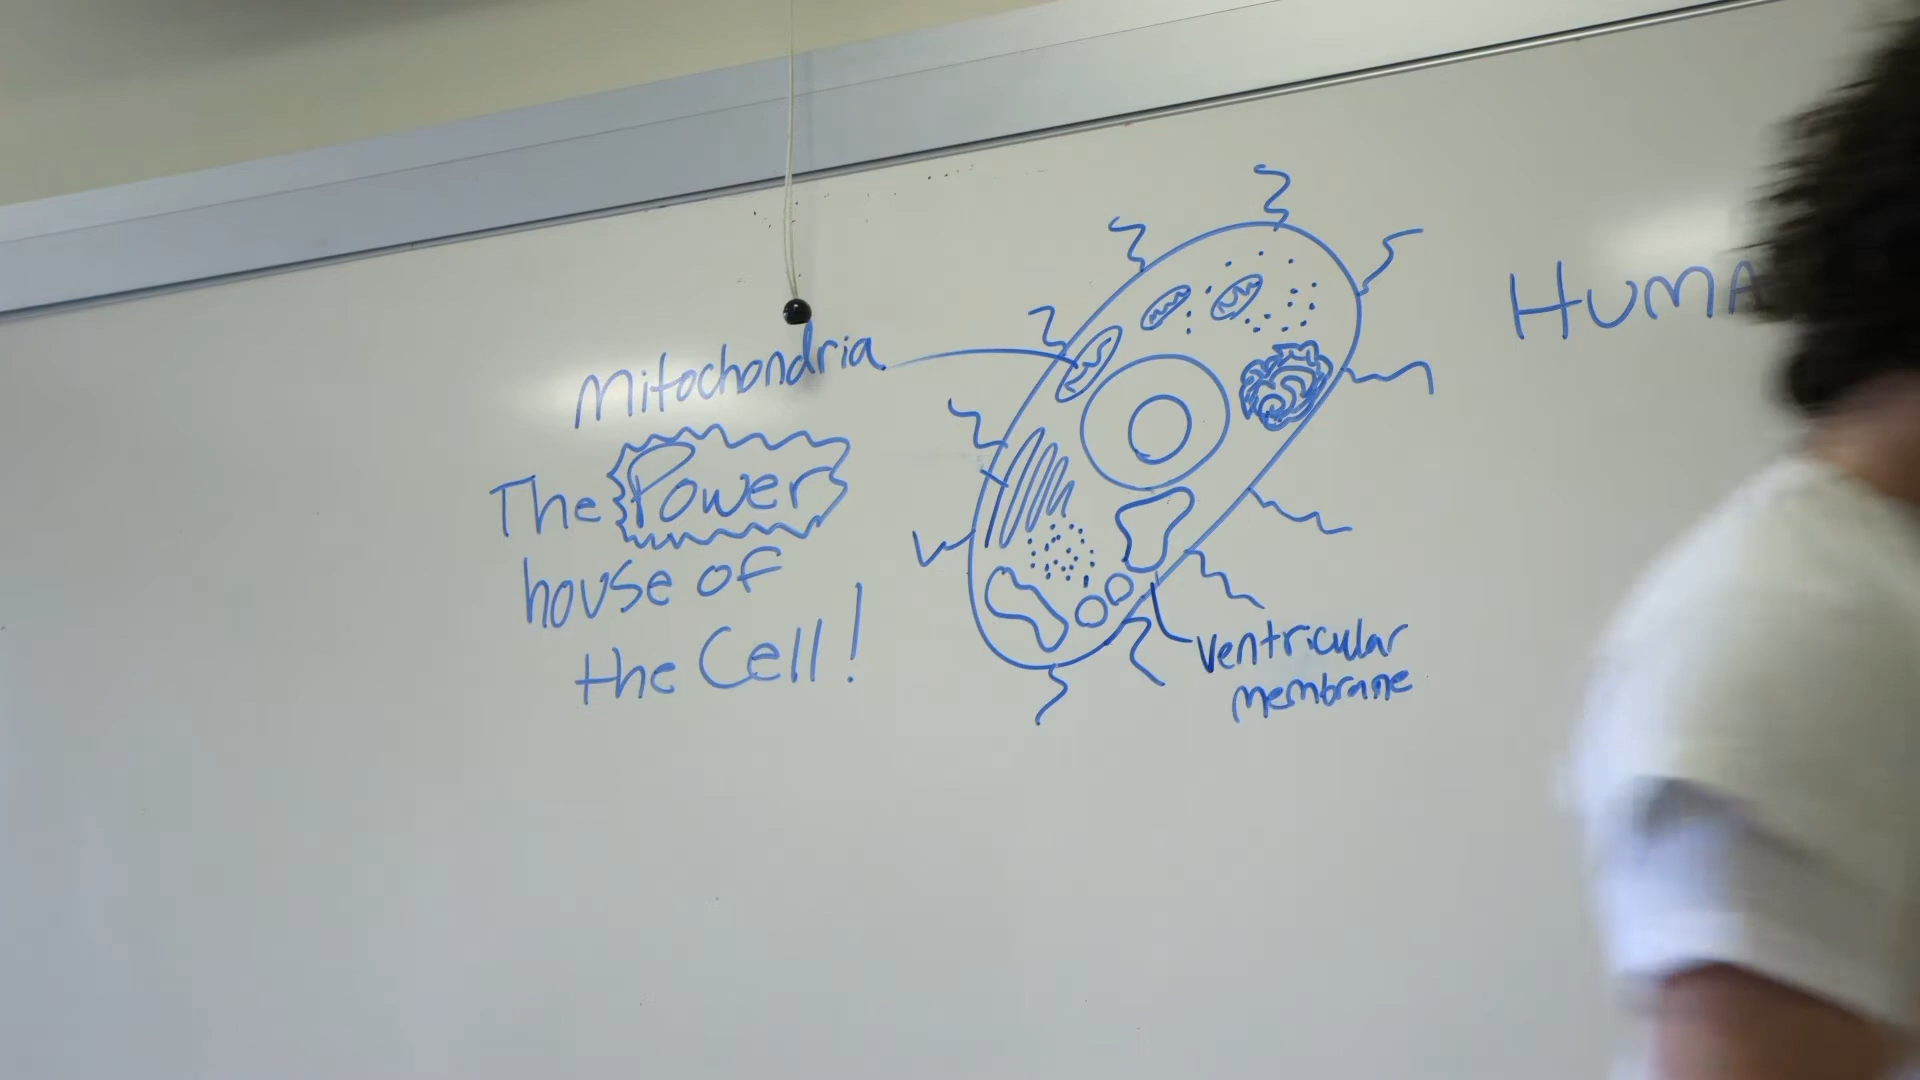 Mitochondria
The Power
house of
the Cell!
Ventricular
membrane
HUMA